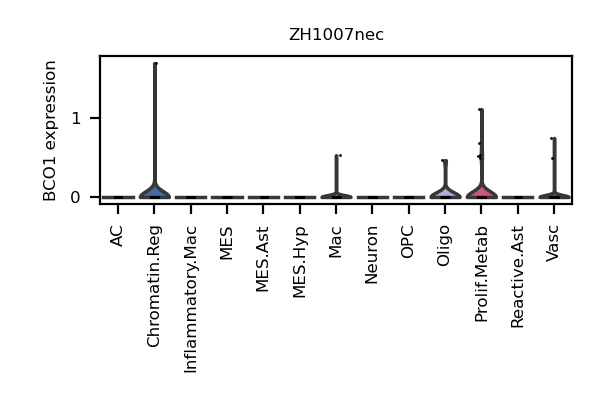 ZH1007nec
BCO1 expression
1
0
AC
Chromatin.Reg
Inflammatory.Mac
MES
MES.Ast
MES.Hyp
Mac
Neuron
OPC
Oligo
Prolif.Metab
Reactive.Ast
Vasc